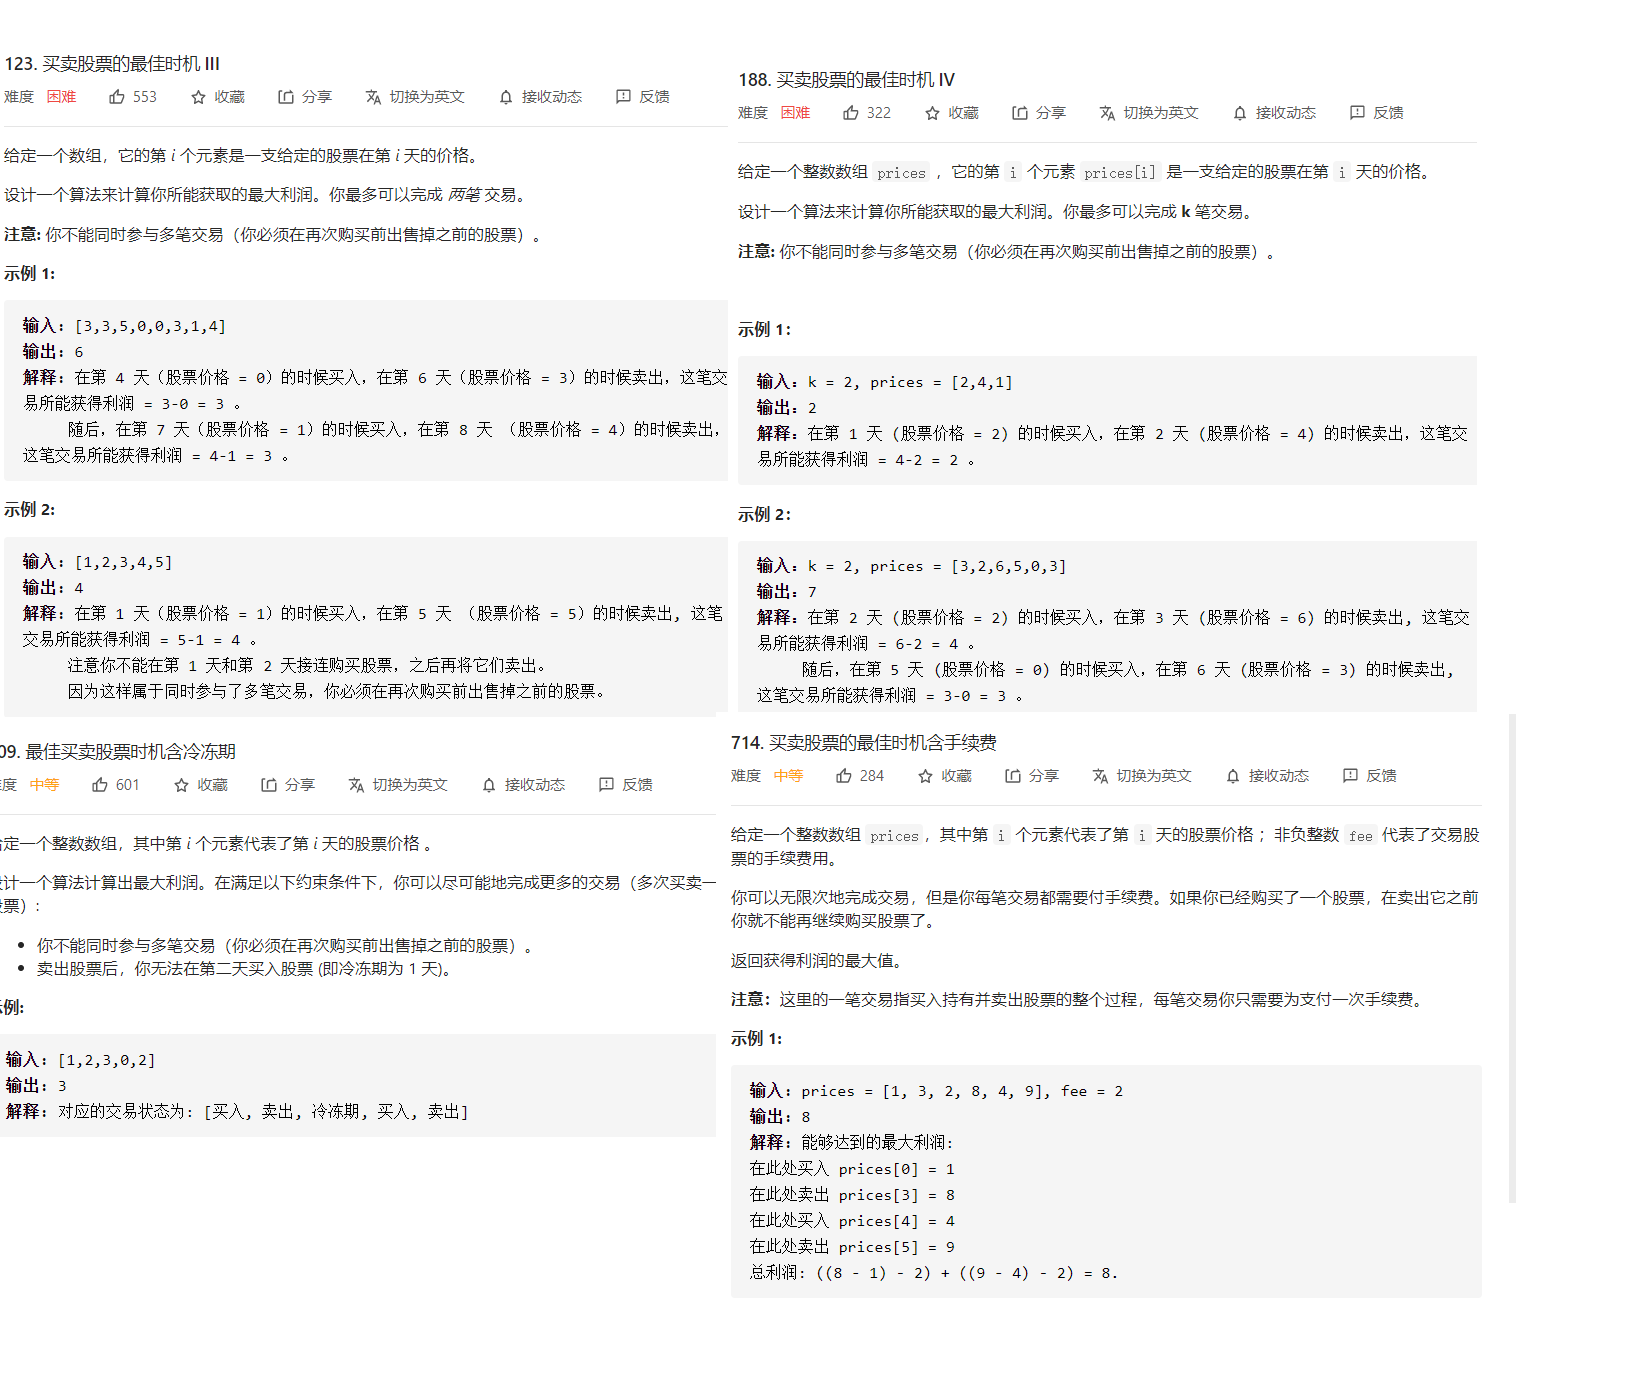 123. 买卖股票的最佳时机 III
难度 困难 553 收藏 分享 切换为英文 接收动态 反馈
给定一个数组，它的第 i 个元素是一支给定的股票在第 i 天的价格。
设计一个算法来计算你所能获取的最大利润。你最多可以完成 两笔 交易。
注意: 你不能同时参与多笔交易（你必须在再次购买前出售掉之前的股票）。
示例 1:
输入：[3,3,5,0,0,3,1,4]
输出：6
解释：在第 4 天（股票价格 = 0）的时候买入，在第 6 天（股票价格 = 3）的时候卖出，这笔交
易所能获得利润 = 3-0 = 3 。
随后，在第 7 天（股票价格 = 1）的时候买入，在第 8 天 （股票价格 = 4）的时候卖出，
这笔交易所能获得利润 = 4-1 = 3 。
示例 2:
输入：[1,2,3,4,5]
输出：4
解释：在第 1 天（股票价格 = 1）的时候买入，在第 5 天 （股票价格 = 5）的时候卖出, 这笔
交易所能获得利润 = 5-1 = 4 。
注意你不能在第 1 天和第 2 天接连购买股票，之后再将它们卖出。
因为这样属于同时参与了多笔交易，你必须在再次购买前出售掉之前的股票。
188. 买卖股票的最佳时机 IV
难度 困难 322 收藏 分享 切换为英文 接收动态 反馈
给定一个整数数组 prices ，它的第 i 个元素 prices[i] 是一支给定的股票在第 i 天的价格。
设计一个算法来计算你所能获取的最大利润。你最多可以完成 k 笔交易。
注意: 你不能同时参与多笔交易（你必须在再次购买前出售掉之前的股票）。
示例 1：
输入：k = 2, prices = [2,4,1]
输出：2
解释：在第 1 天 (股票价格 = 2) 的时候买入，在第 2 天 (股票价格 = 4) 的时候卖出，这笔交
易所能获得利润 = 4-2 = 2 。
示例 2：
输入：k = 2, prices = [3,2,6,5,0,3]
输出：7
解释：在第 2 天 (股票价格 = 2) 的时候买入，在第 3 天 (股票价格 = 6) 的时候卖出, 这笔交
易所能获得利润 = 6-2 = 4 。
随后，在第 5 天 (股票价格 = 0) 的时候买入，在第 6 天 (股票价格 = 3) 的时候卖出,
这笔交易所能获得利润 = 3-0 = 3 。
09. 最佳买卖股票时机含冷冻期
度 中等 601 收藏 分享 切换为英文 接收动态 反馈
定一个整数数组，其中第 i 个元素代表了第 i 天的股票价格 。
计一个算法计算出最大利润。在满足以下约束条件下，你可以尽可能地完成更多的交易（多次买卖一
票）:
• 你不能同时参与多笔交易（你必须在再次购买前出售掉之前的股票）。
• 卖出股票后，你无法在第二天买入股票 (即冷冻期为 1 天)。
例:
输入: [1,2,3,0,2]
输出: 3
解释: 对应的交易状态为: [买入, 卖出, 冷冻期, 买入, 卖出]
714. 买卖股票的最佳时机含手续费
难度 中等 284 收藏 分享 切换为英文 接收动态 反馈
给定一个整数数组 prices，其中第 i 个元素代表了第 i 天的股票价格 ；非负整数 fee 代表了交易股
票的手续费用。
你可以无限次地完成交易，但是你每笔交易都需要付手续费。如果你已经购买了一个股票，在卖出它之前
你就不能再继续购买股票了。
返回获得利润的最大值。
注意：这里的一笔交易指买入持有并卖出股票的整个过程，每笔交易你只需要为支付一次手续费。
示例 1:
输入: prices = [1, 3, 2, 8, 4, 9], fee = 2
输出: 8
解释: 能够达到的最大利润:
在此处买入 prices[0] = 1
在此处卖出 prices[3] = 8
在此处买入 prices[4] = 4
在此处卖出 prices[5] = 9
总利润: ((8 - 1) - 2) + ((9 - 4) - 2) = 8.